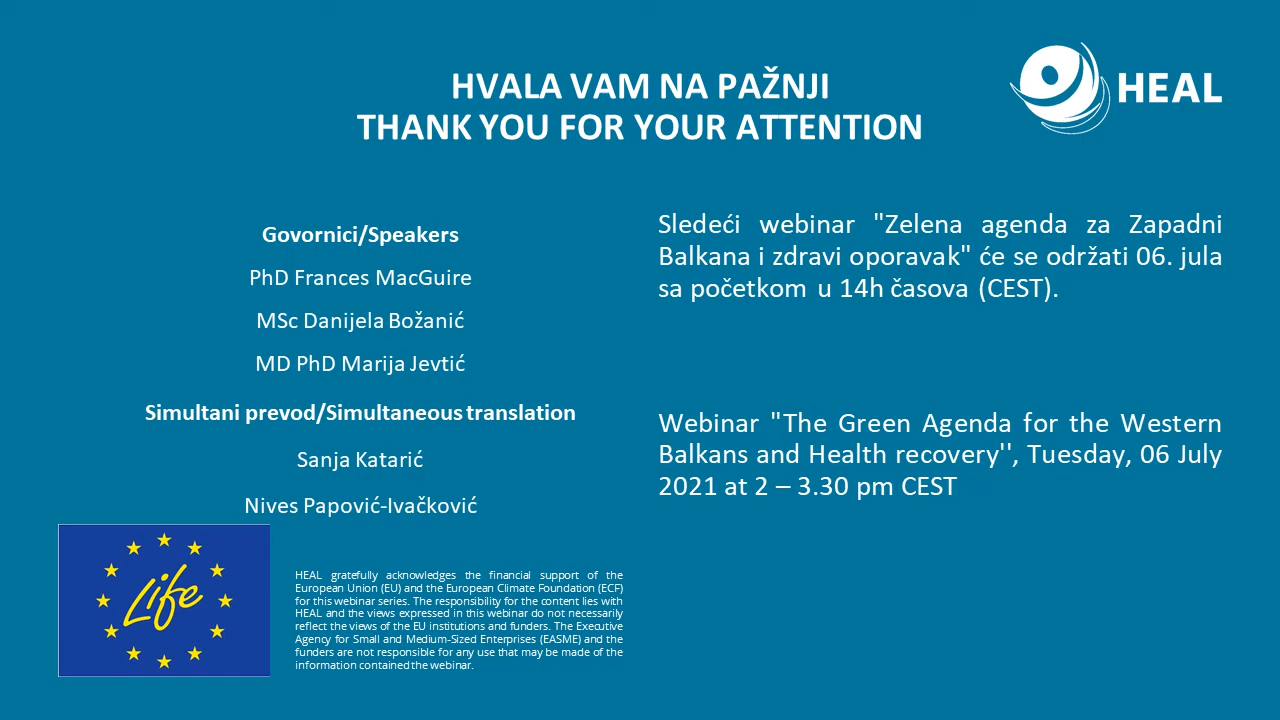 HVALA VAM NA PAŽNJI
THANK YOU FOR YOUR ATTENTION
HEAL
Govornici/Speakers
PhD Frances MacGuire
MSc Danijela Božanić
MD PhD Marija Jevtić
Simultani prevod/Simultaneous translation
Sanja Katarić
Nives Papović-Ivačković
Sledeći webinar "Zelena agenda za Zapadni
Balkana i zdravi oporavak" će se održati 06. jula
sa početkom u 14h časova (CEST).
Webinar "The Green Agenda for the Western
Balkans and Health recovery'', Tuesday, 06 July
2021 at 2 – 3.30 pm CEST
Life
HEAL gratefully acknowledges the financial support of the
European Union (EU) and the European Climate Foundation (ECF)
for this webinar series. The responsibility for the content lies with
HEAL and the views expressed in this webinar do not necessarily
reflect the views of the EU institutions and funders. The Executive
Agency for Small and Medium-Sized Enterprises (EASME) and the
funders are not responsible for any use that may be made of the
information contained the webinar.